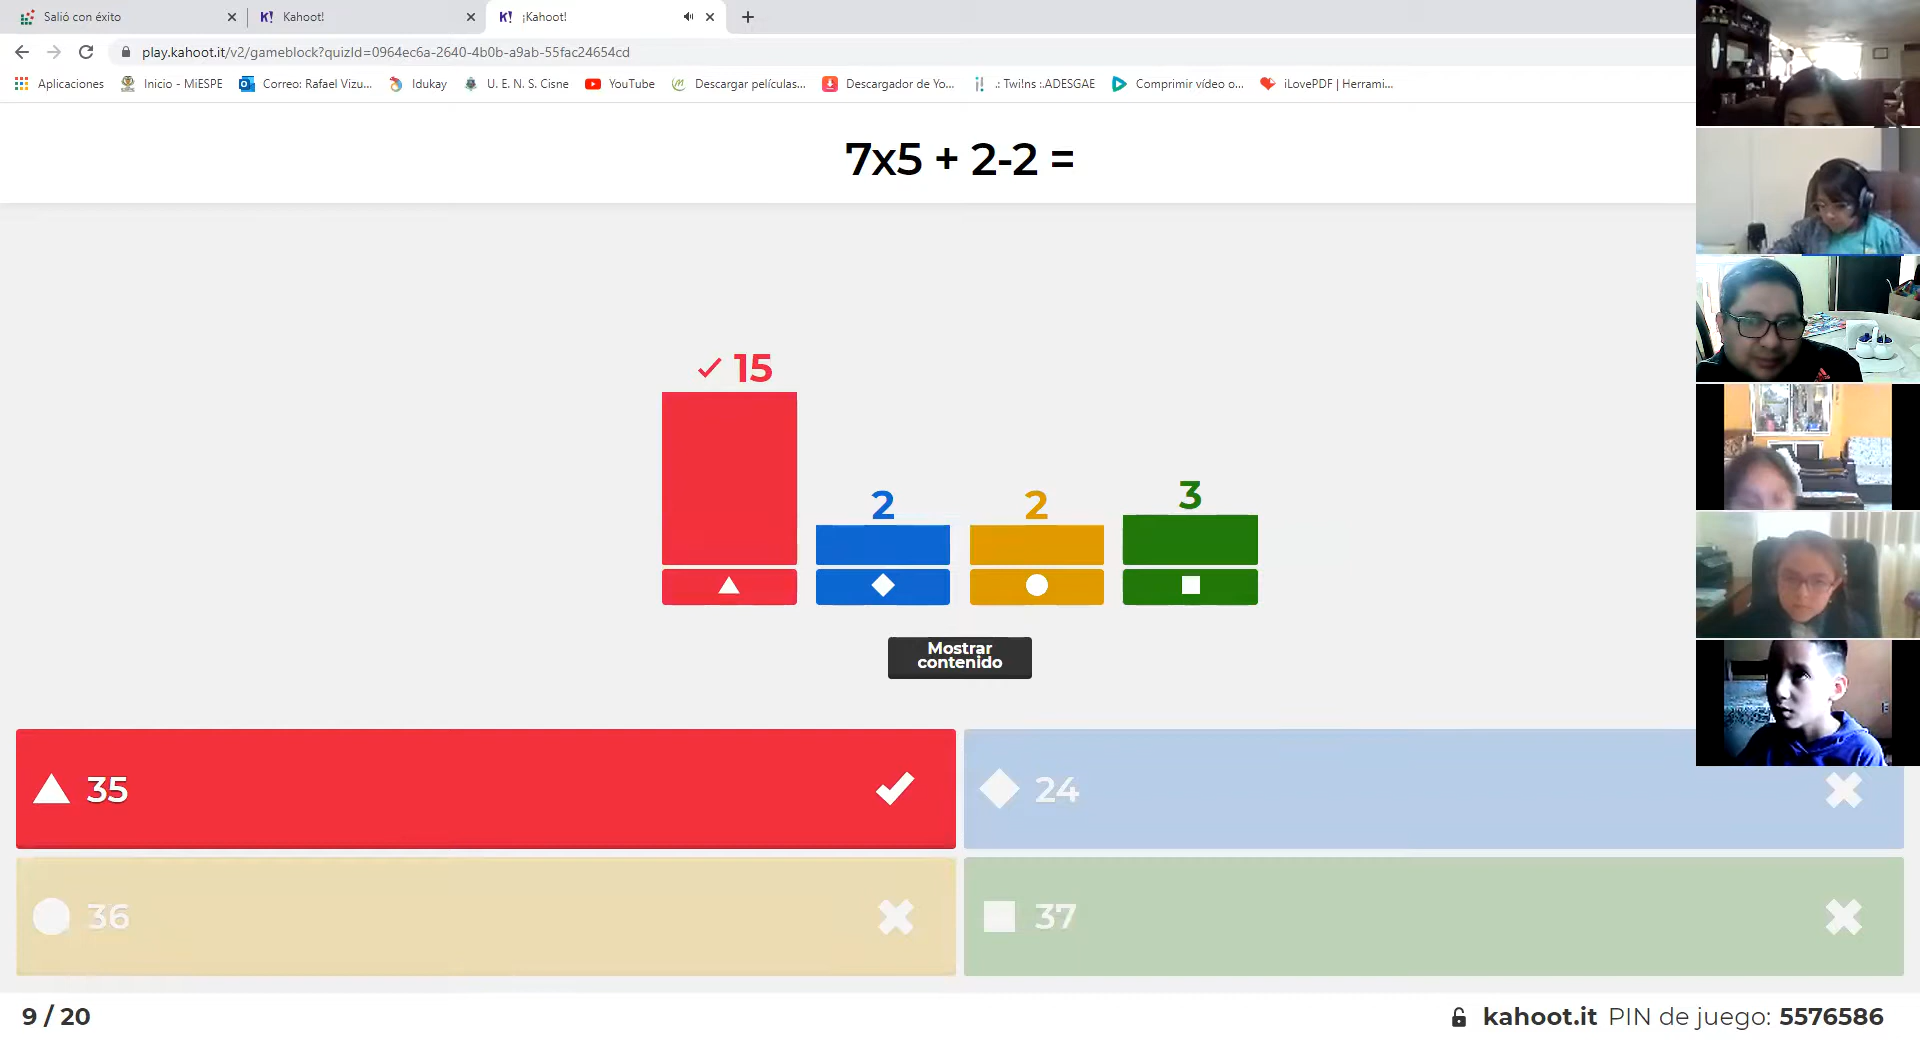 Salió con éxito
Kahoot!
¡Kahoot!
play.kahoot.it/v2/gameblock?quizId=0964ec6a-2640-4b0b-a9ab-55fac24654cd
Aplicaciones
Inicio - MiESPE
Correo: Rafael Vizu...
Idukay
U. E. N. S. Cisne
YouTube
Descargar películas...
Descargador de Yo...
.: Twi!ns :.ADESGAE
Comprimir vídeo o...
iLovePDF | Herrami...
7x5 + 2-2 =
15
2
2
3
Mostrar
contenido
35
24
36
37
9 / 20
kahoot.it PIN de juego: 5576586